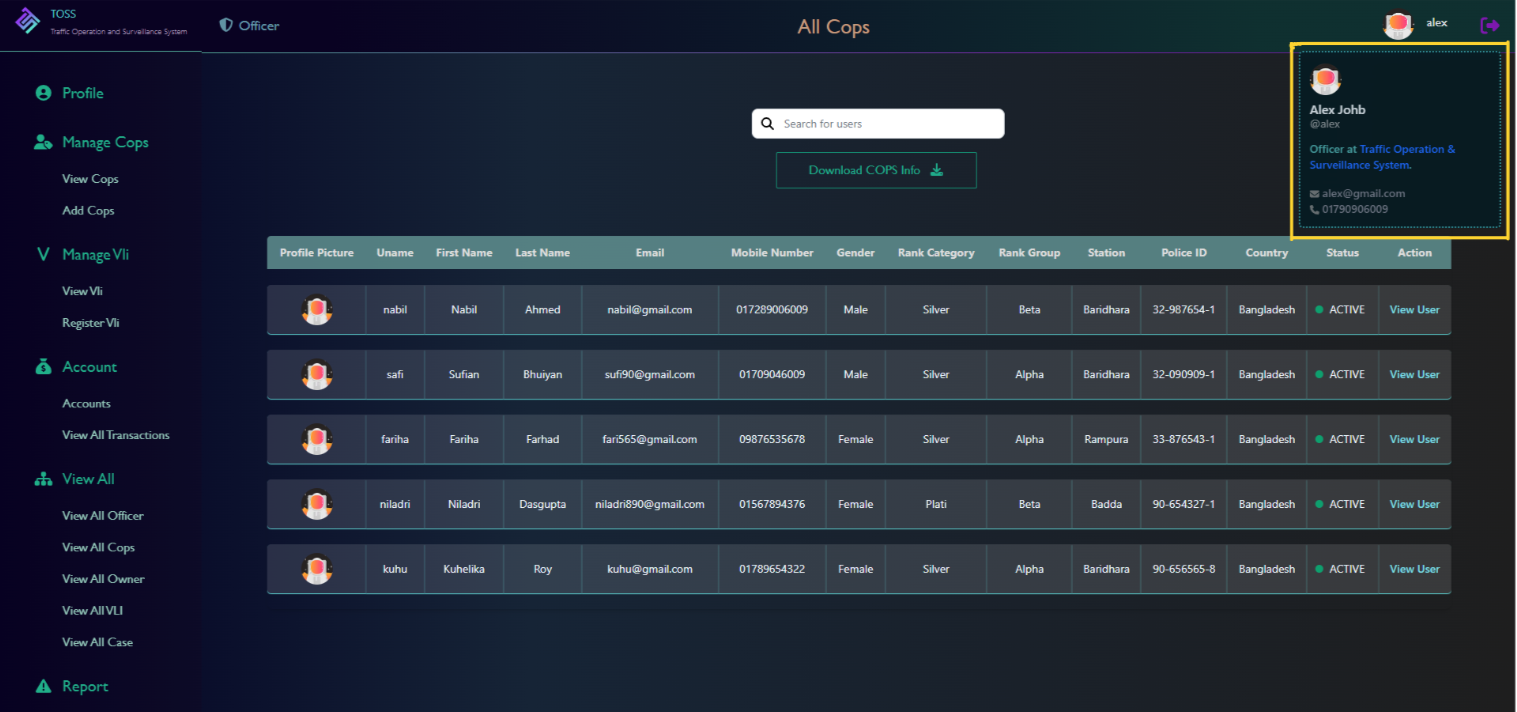 TOSS
Traffic Operation and Surveillance System
Officer
All Cops
alex
Alex Johb
@alex
Officer at Traffic Operation &
Surveillance System.
alex@gmail.com
01790906009
Profile
Manage Cops
View Cops
Add Cops
Manage Vli
View Vli
Register Vli
Account
Accounts
View All Transactions
View All
View All Officer
View All Cops
View All Owner
View All VLI
View All Case
Report
Search for users
Download COPS Info
Profile Picture Uname First Name Last Name Email Mobile Number Gender Rank Category Rank Group Station Police ID Country Status Action
nabil Nabil Ahmed nabil@gmail.com 017289006009 Male Silver Beta Baridhara 32-987654-1 Bangladesh ACTIVE View User
safi Sufian Bhuiyan sufi90@gmail.com 01709046009 Male Silver Alpha Baridhara 32-090909-1 Bangladesh ACTIVE View User
fariha Fariha Farhad fari565@gmail.com 09876535678 Female Silver Alpha Rampura 33-876543-1 Bangladesh ACTIVE View User
niladri Niladri Dasgupta niladri890@gmail.com 01567894376 Female Plati Beta Badda 90-654327-1 Bangladesh ACTIVE View User
kuhu Kuhelika Roy kuhu@gmail.com 01789654322 Female Silver Alpha Baridhara 90-656565-8 Bangladesh ACTIVE View User